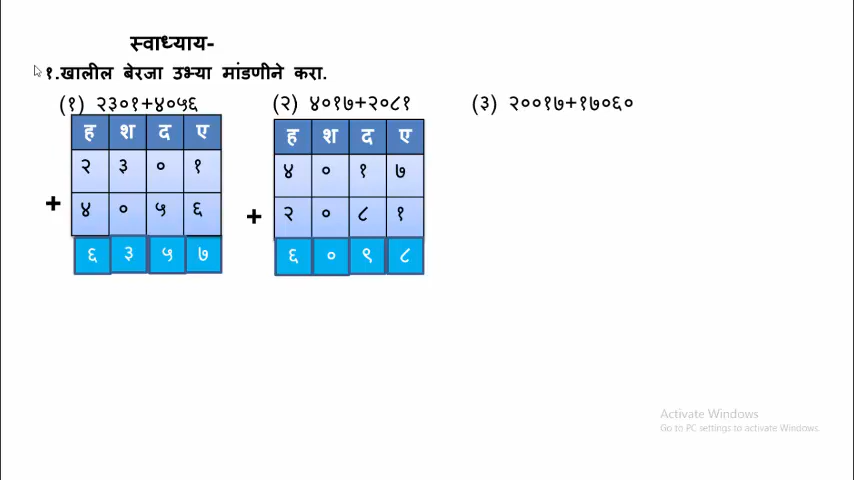 स्वाध्याय-
१.खालील बेरजा उभ्या मांडणीने करा.
(१) २३०१+४०५६ (२) ४०१७+२०८१ (३) २००१७+१७०६०
ह श द ए
२ ३ ० १
+ ४ ० ५ ६
६ ३ ५ ७
ह श द ए
४ ० १ ७
+ २ ० ८ १
६ ० ९ ८
Activate Windows
Go to PC settings to activate Windows.